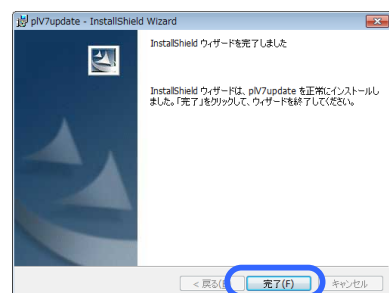 plV7update - InstallShield Wizard
InstallShield ウィザードを完了しました
InstallShield ウィザードは、plV7update を正常にインストールし
ました。「完了」をクリックして、ウィザードを終了してください。
< 戻る(
完了(F)
キャンセル